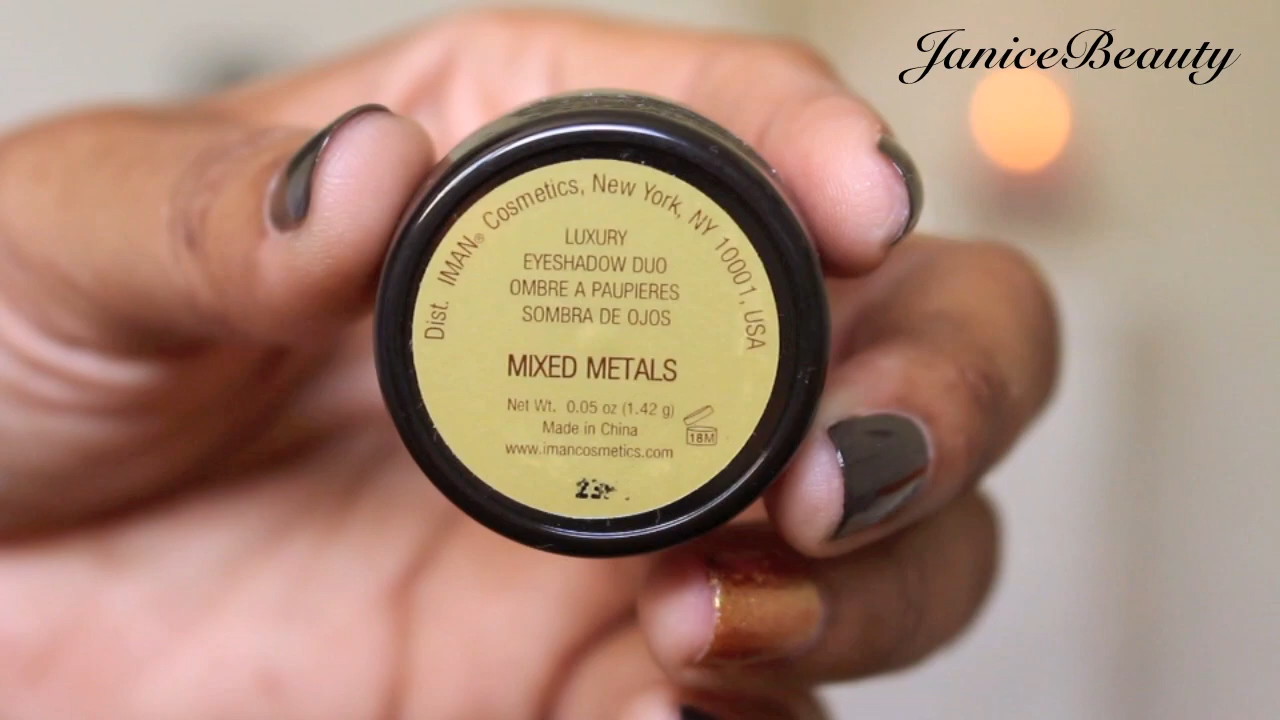 JaniceBeauty
Dist. IMAN® Cosmetics, New York, NY 10001, USA
LUXURY
EYESHADOW DUO
OMBRE A PAUPIERES
SOMBRA DE OJOS
MIXED METALS
Net Wt. 0.05 oz (1.42 g)
18M
Made in China
www.imancosmetics.com